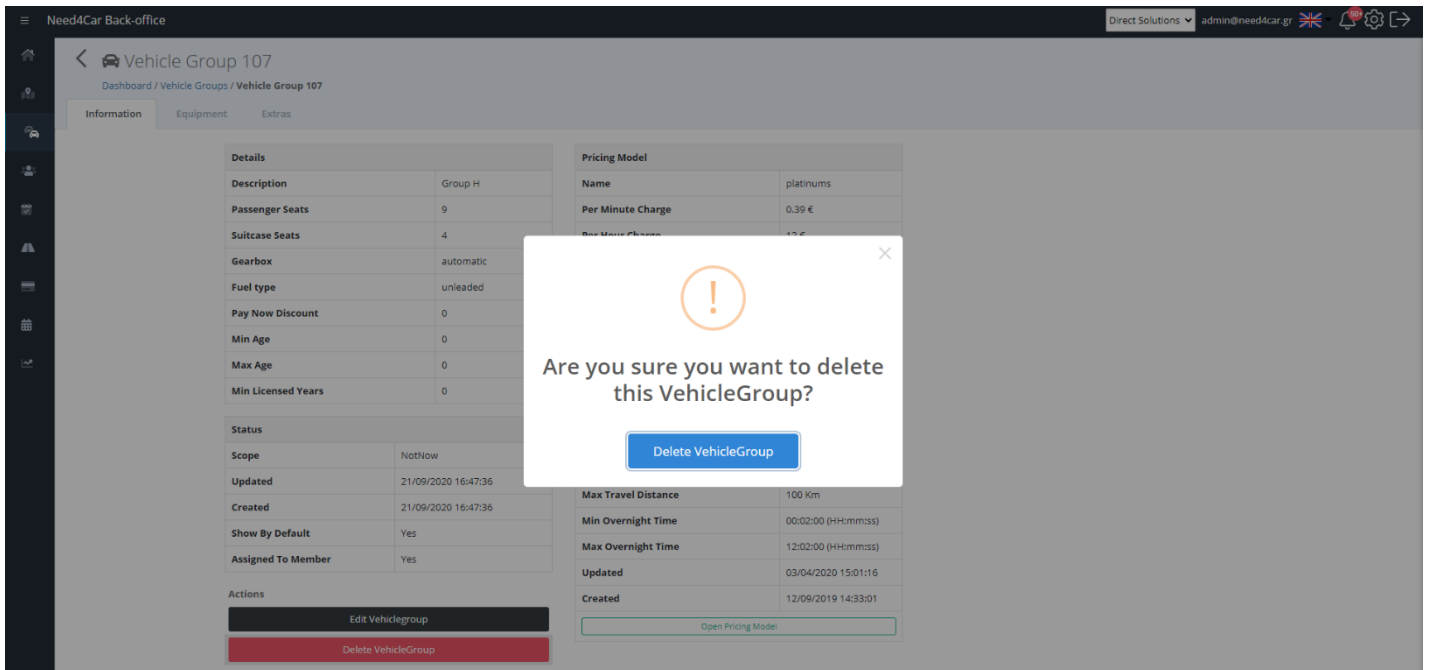 Need4Car Back-office
Direct Solutions
admin@need4car.gr
50+
Vehicle Group 107
Dashboard / Vehicle Groups / Vehicle Group 107
Information Equipment Extras
Details
Description Group H
Passenger Seats 9
Suitcase Seats 4
Gearbox automatic
Fuel type unleaded
Pay Now Discount 0
Min Age 0
Max Age 0
Min Licensed Years 0
Status
Scope NotNow
Updated 21/09/2020 16:47:36
Created 21/09/2020 16:47:36
Show By Default Yes
Assigned To Member Yes
Actions
Edit Vehiclegroup
Delete VehicleGroup
Pricing Model
Name platinums
Per Minute Charge 0.39 €
Per Hour Charge 12 €
Max Travel Distance 100 Km
Min Overnight Time 00:02:00 (HH:mm:ss)
Max Overnight Time 12:02:00 (HH:mm:ss)
Updated 03/04/2020 15:01:16
Created 12/09/2019 14:33:01
Open Pricing Model
×
!
Are you sure you want to delete
this VehicleGroup?
Delete VehicleGroup